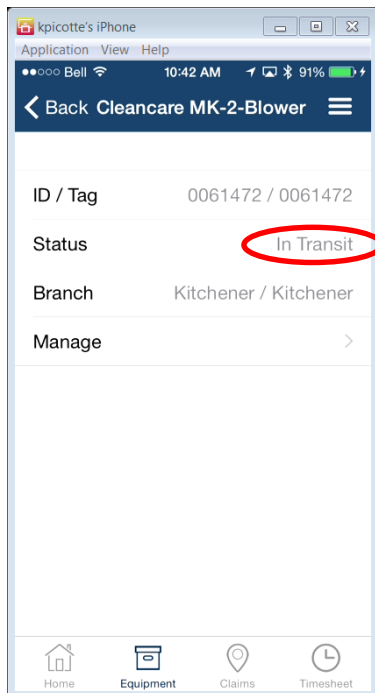 kpicotte's iPhone
Application View Help
Bell 10:42 AM 91%
Back Cleancare MK-2-Blower
ID / Tag 0061472 / 0061472
Status In Transit
Branch Kitchener / Kitchener
Manage
Home Equipment Claims Timesheet